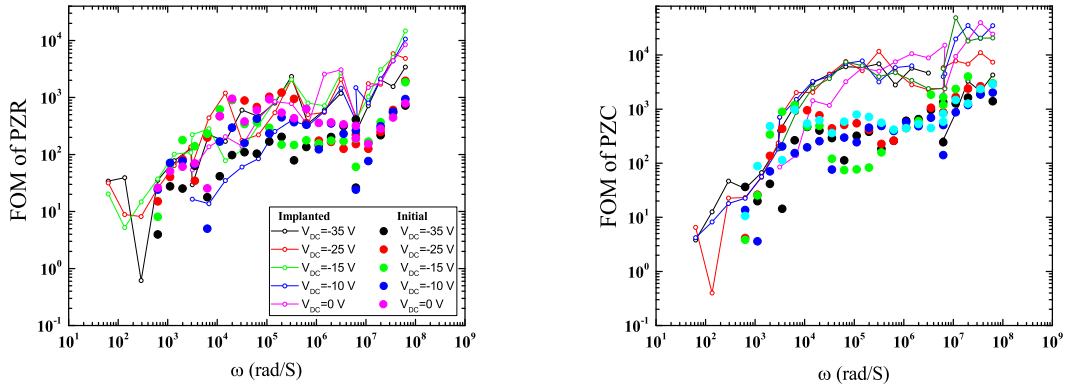 FOM of PZR
10^4
10^3
10^2
10^1
10^0
10^-1
10^1 10^2 10^3 10^4 10^5 10^6 10^7 10^8 10^9
ω (rad/S)
Implanted Initial
V_DC=-35 V V_DC=-35 V
V_DC=-25 V V_DC=-25 V
V_DC=-15 V V_DC=-15 V
V_DC=-10 V V_DC=-10 V
V_DC=0 V V_DC=0 V
FOM of PZC
10^4
10^3
10^2
10^1
10^0
10^-1
10^1 10^2 10^3 10^4 10^5 10^6 10^7 10^8 10^9
ω (rad/S)